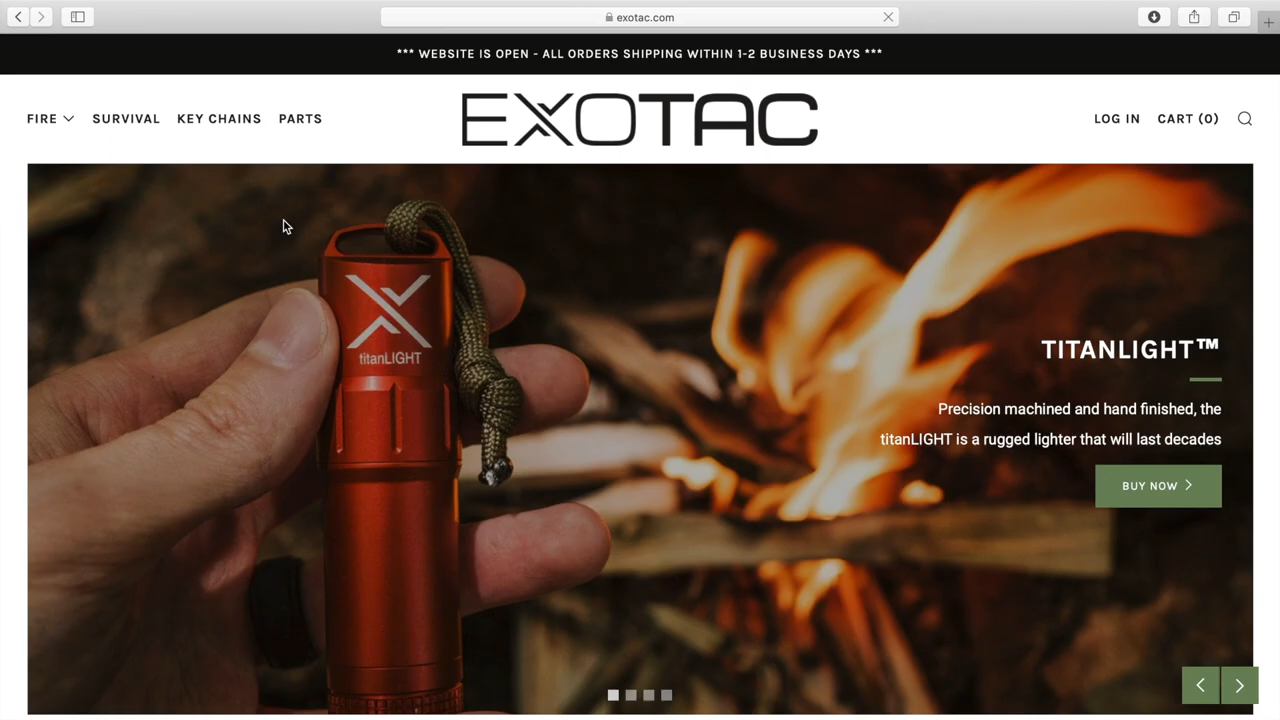 exotac.com
*** WEBSITE IS OPEN - ALL ORDERS SHIPPING WITHIN 1-2 BUSINESS DAYS ***
FIRE SURVIVAL KEY CHAINS PARTS
EXOTAC
LOG IN CART (0)
titanLIGHT
TITANLIGHT™
Precision machined and hand finished, the
titanLIGHT is a rugged lighter that will last decades
BUY NOW